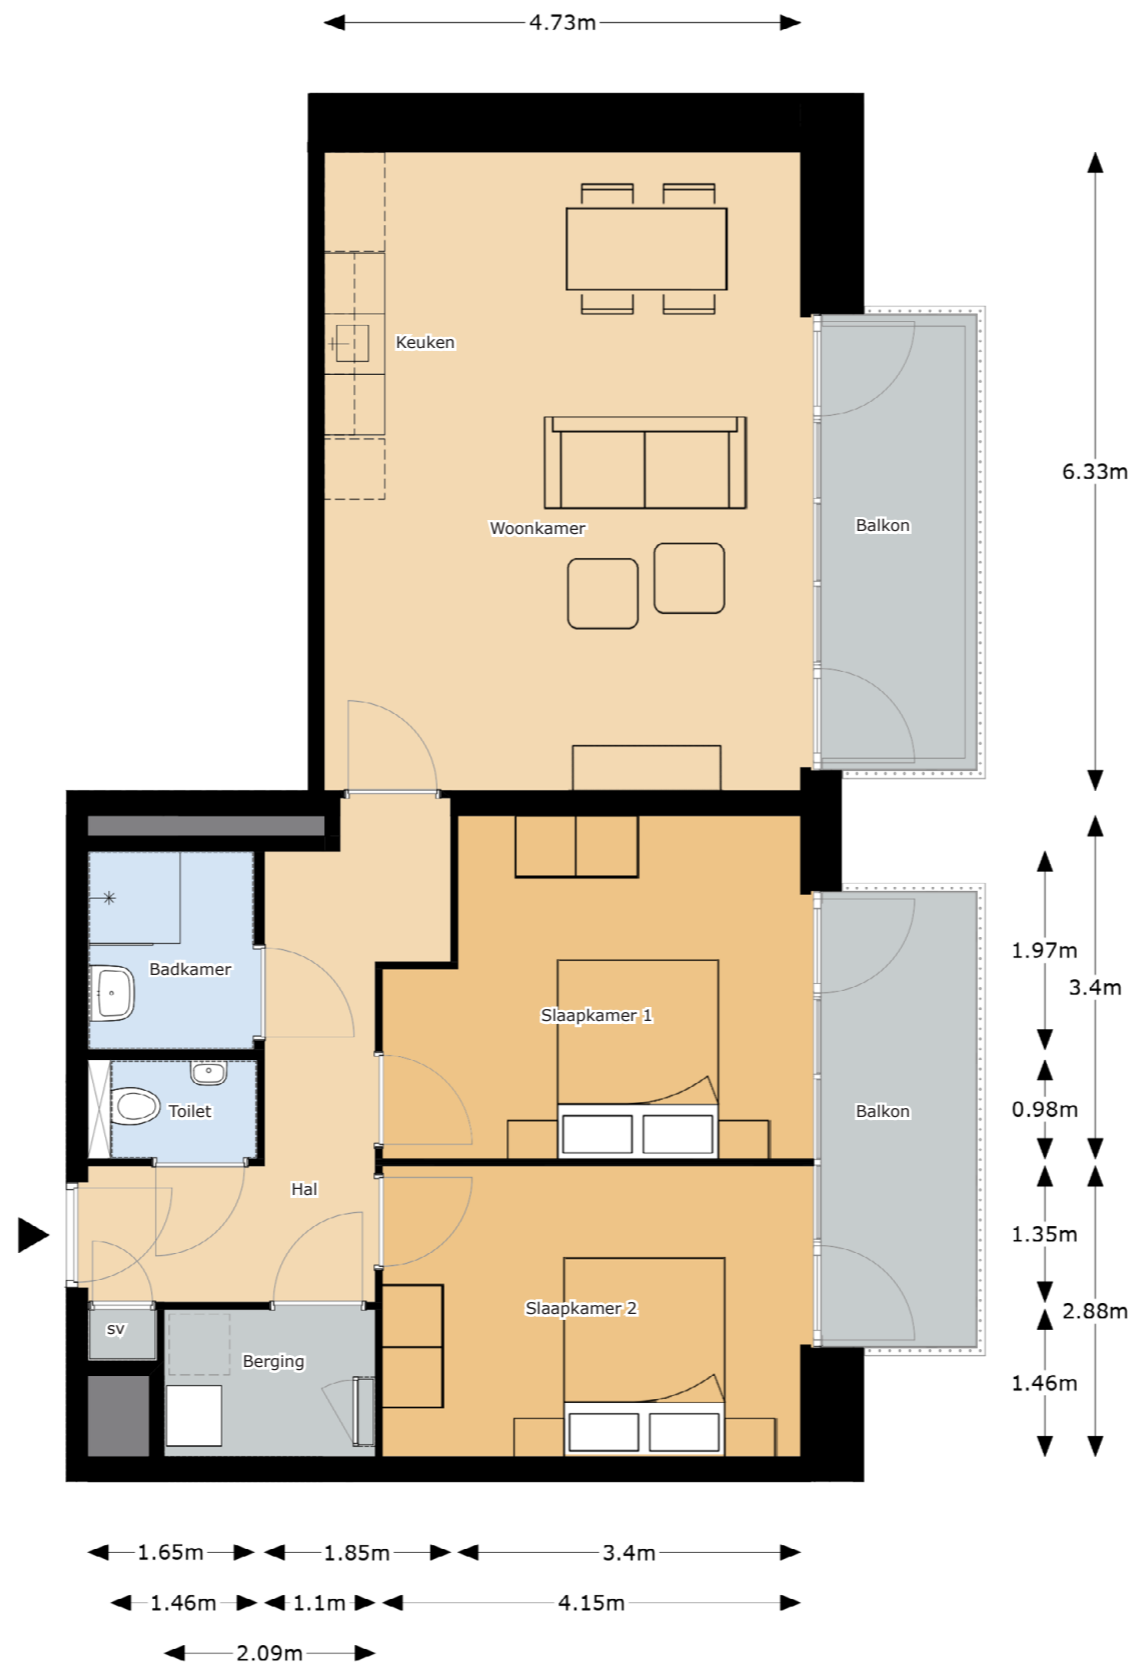 4.73m
Keuken
6.33m
Woonkamer
Balkon
1.97m
Badkamer
3.4m
Slaapkamer 1
0.98m
Toilet
Balkon
Hal
1.35m
Slaapkamer 2
2.88m
sv
Berging
1.46m
1.65m
1.85m
3.4m
1.46m
1.1m
4.15m
2.09m